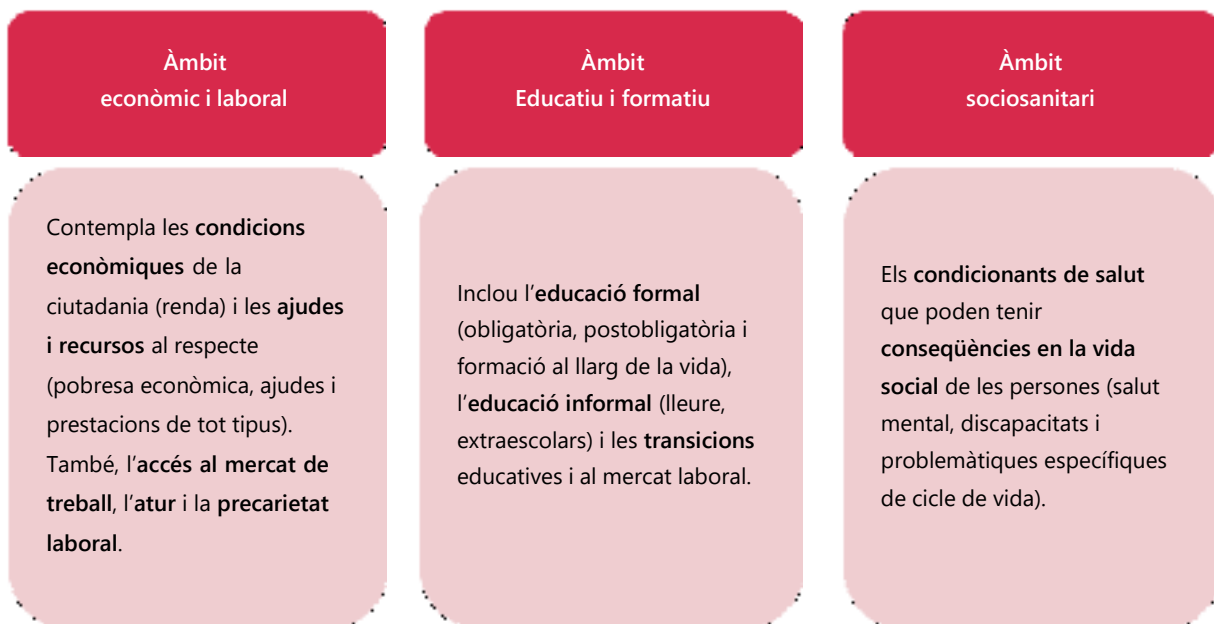 Àmbit
econòmic i laboral
Contempla les condicions
econòmiques de la
ciutadania (renda) i les ajudes
i recursos al respecte
(pobresa econòmica, ajudes i
prestacions de tot tipus).
També, l’accés al mercat de
treball, l’atur i la precarietat
laboral.
Àmbit
Educatiu i formatiu
Inclou l’educació formal
(obligatòria, postobligatòria i
formació al llarg de la vida),
l’educació informal (lleure,
extraescolars) i les transicions
educatives i al mercat laboral.
Àmbit
sociosanitari
Els condicionants de salut
que poden tenir
conseqüències en la vida
social de les persones (salut
mental, discapacitats i
problemàtiques específiques
de cicle de vida).